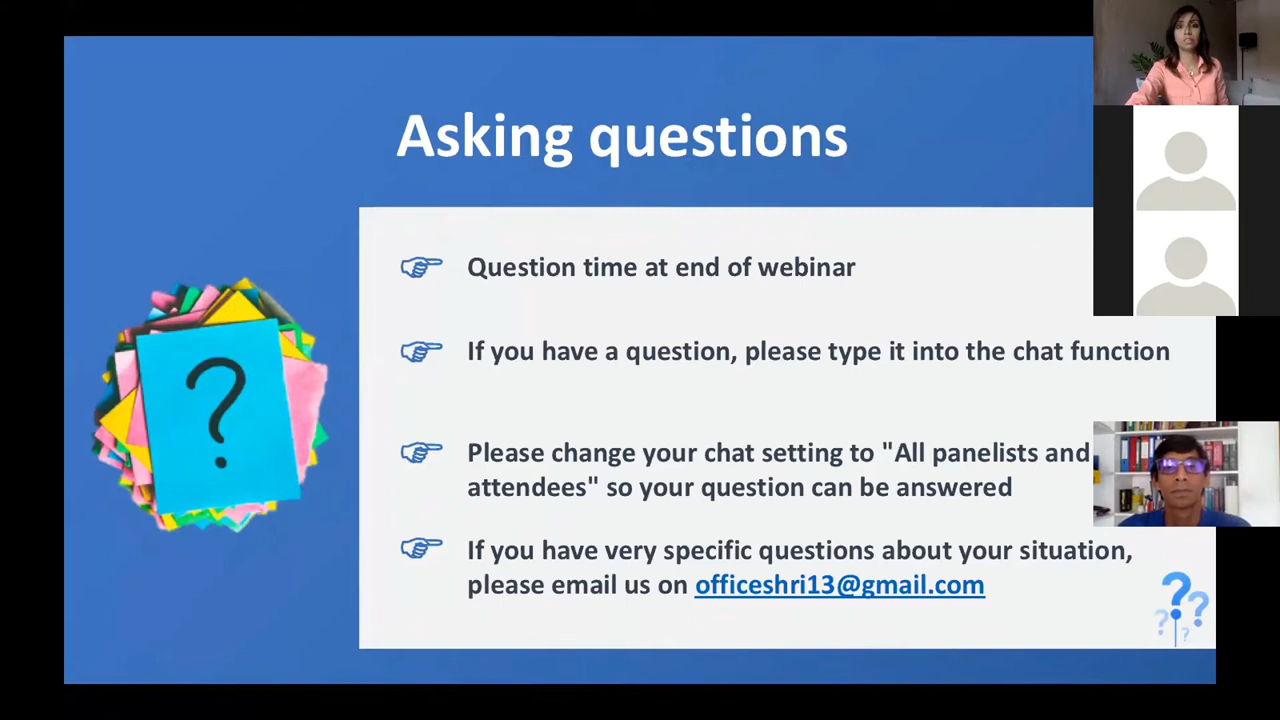 Asking questions
Question time at end of webinar
If you have a question, please type it into the chat function
Please change your chat setting to "All panelists and
attendees" so your question can be answered
If you have very specific questions about your situation,
please email us on officeshri13@gmail.com
?
?
?
?
?